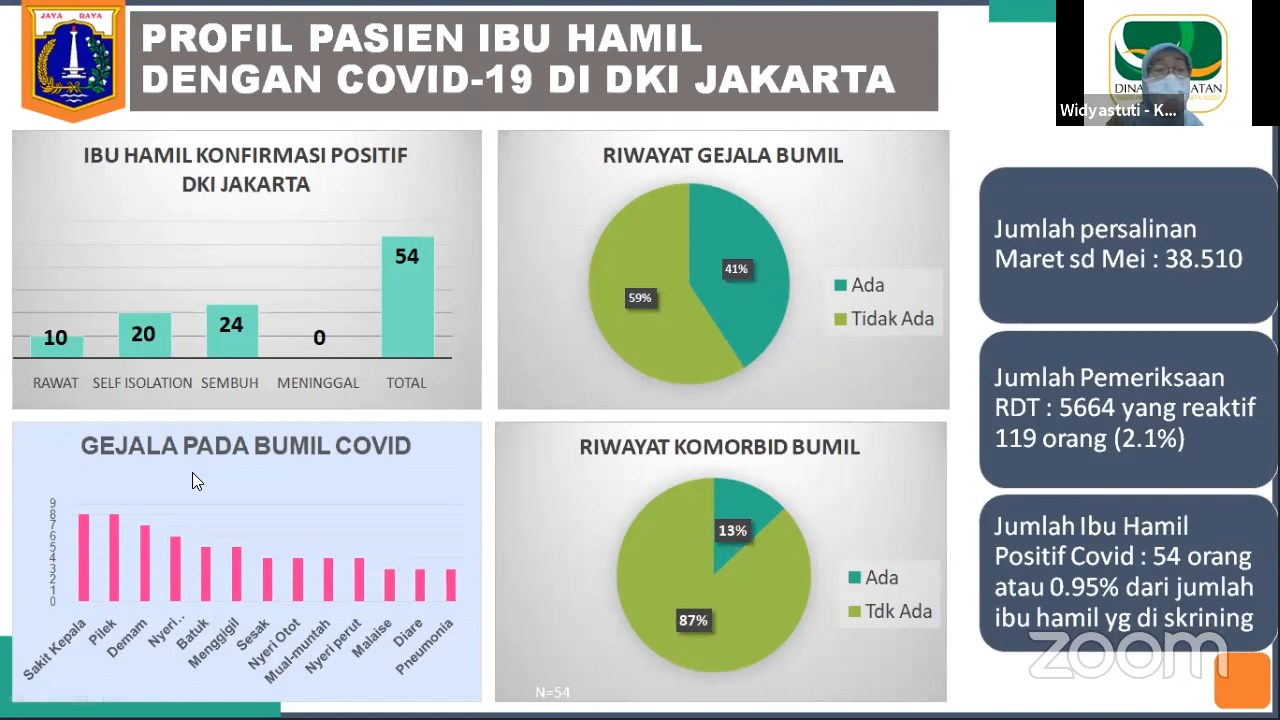 JAYA RAYA
PROFIL PASIEN IBU HAMIL
DENGAN COVID-19 DI DKI JAKARTA
Widyastuti - K...
IBU HAMIL KONFIRMASI POSITIF
DKI JAKARTA
10
20
24
0
54
RAWAT
SELF ISOLATION
SEMBUH
MENINGGAL
TOTAL
RIWAYAT GEJALA BUMIL
41%
59%
Ada
Tidak Ada
GEJALA PADA BUMIL COVID
9
8
7
6
5
4
3
2
1
0
Sakit Kepala
Pilek
Demam
Nyeri..
Batuk
Menggigil
Sesak
Nyeri Otot
Mual-muntah
Nyeri perut
Malaise
Diare
Pneumonia
RIWAYAT KOMORBID BUMIL
13%
87%
Ada
Tdk Ada
N=54
Jumlah persalinan
Maret sd Mei : 38.510
Jumlah Pemeriksaan
RDT : 5664 yang reaktif
119 orang (2.1%)
Jumlah Ibu Hamil
Positif Covid : 54 orang
atau 0.95% dari jumlah
ibu hamil yg di skrining
zoom